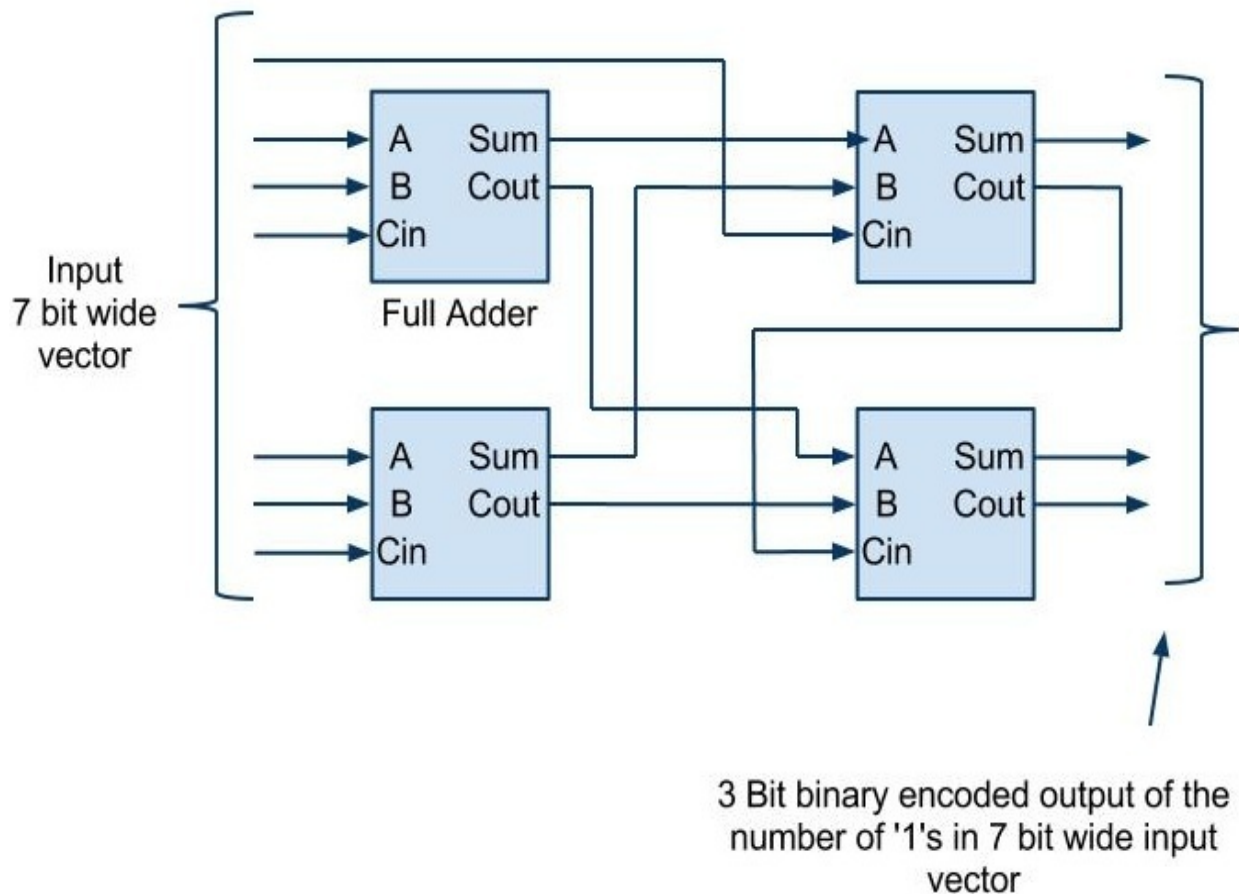 A Sum
B Cout
Cin
Full Adder
A Sum
B Cout
Cin
Input
7 bit wide
vector
A Sum
B Cout
Cin
A Sum
B Cout
Cin
3 Bit binary encoded output of the
number of '1's in 7 bit wide input
vector